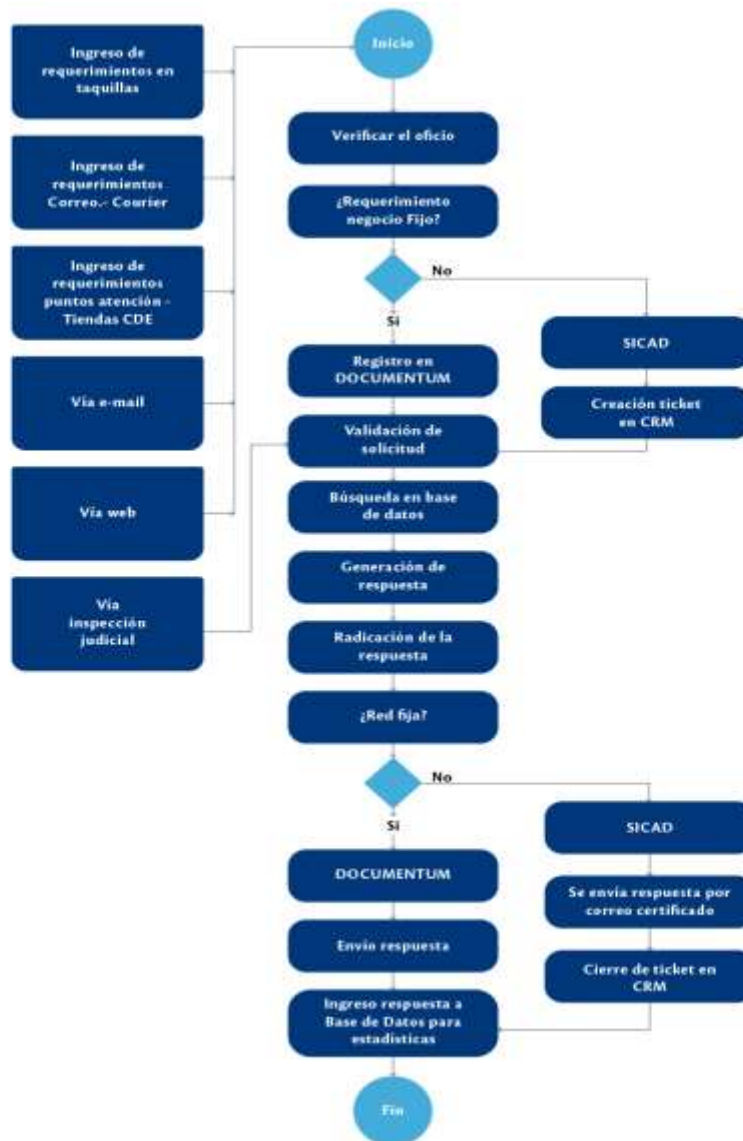 Ingreso de
requerimientos en
taquillas
Ingreso de
requerimientos
Correo.- Courier
Ingreso de
requerimientos
puntos atención -
Tiendas CDE
Vía e-mail
Vía web
Vía
inspección
judicial
Inicio
Verificar el oficio
¿Requerimiento
negocio Fijo?
No
Si
Registro en
DOCUMENTUM
SICAD
Creación ticket
en CRM
Validación de
solicitud
Búsqueda en base
de datos
Generación de
respuesta
Radicación de la
respuesta
¿Red fija?
No
Si
DOCUMENTUM
Envío respuesta
SICAD
Se envía respuesta por
correo certificado
Cierre de ticket en
CRM
Ingreso respuesta a
Base de Datos para
estadísticas
Fin